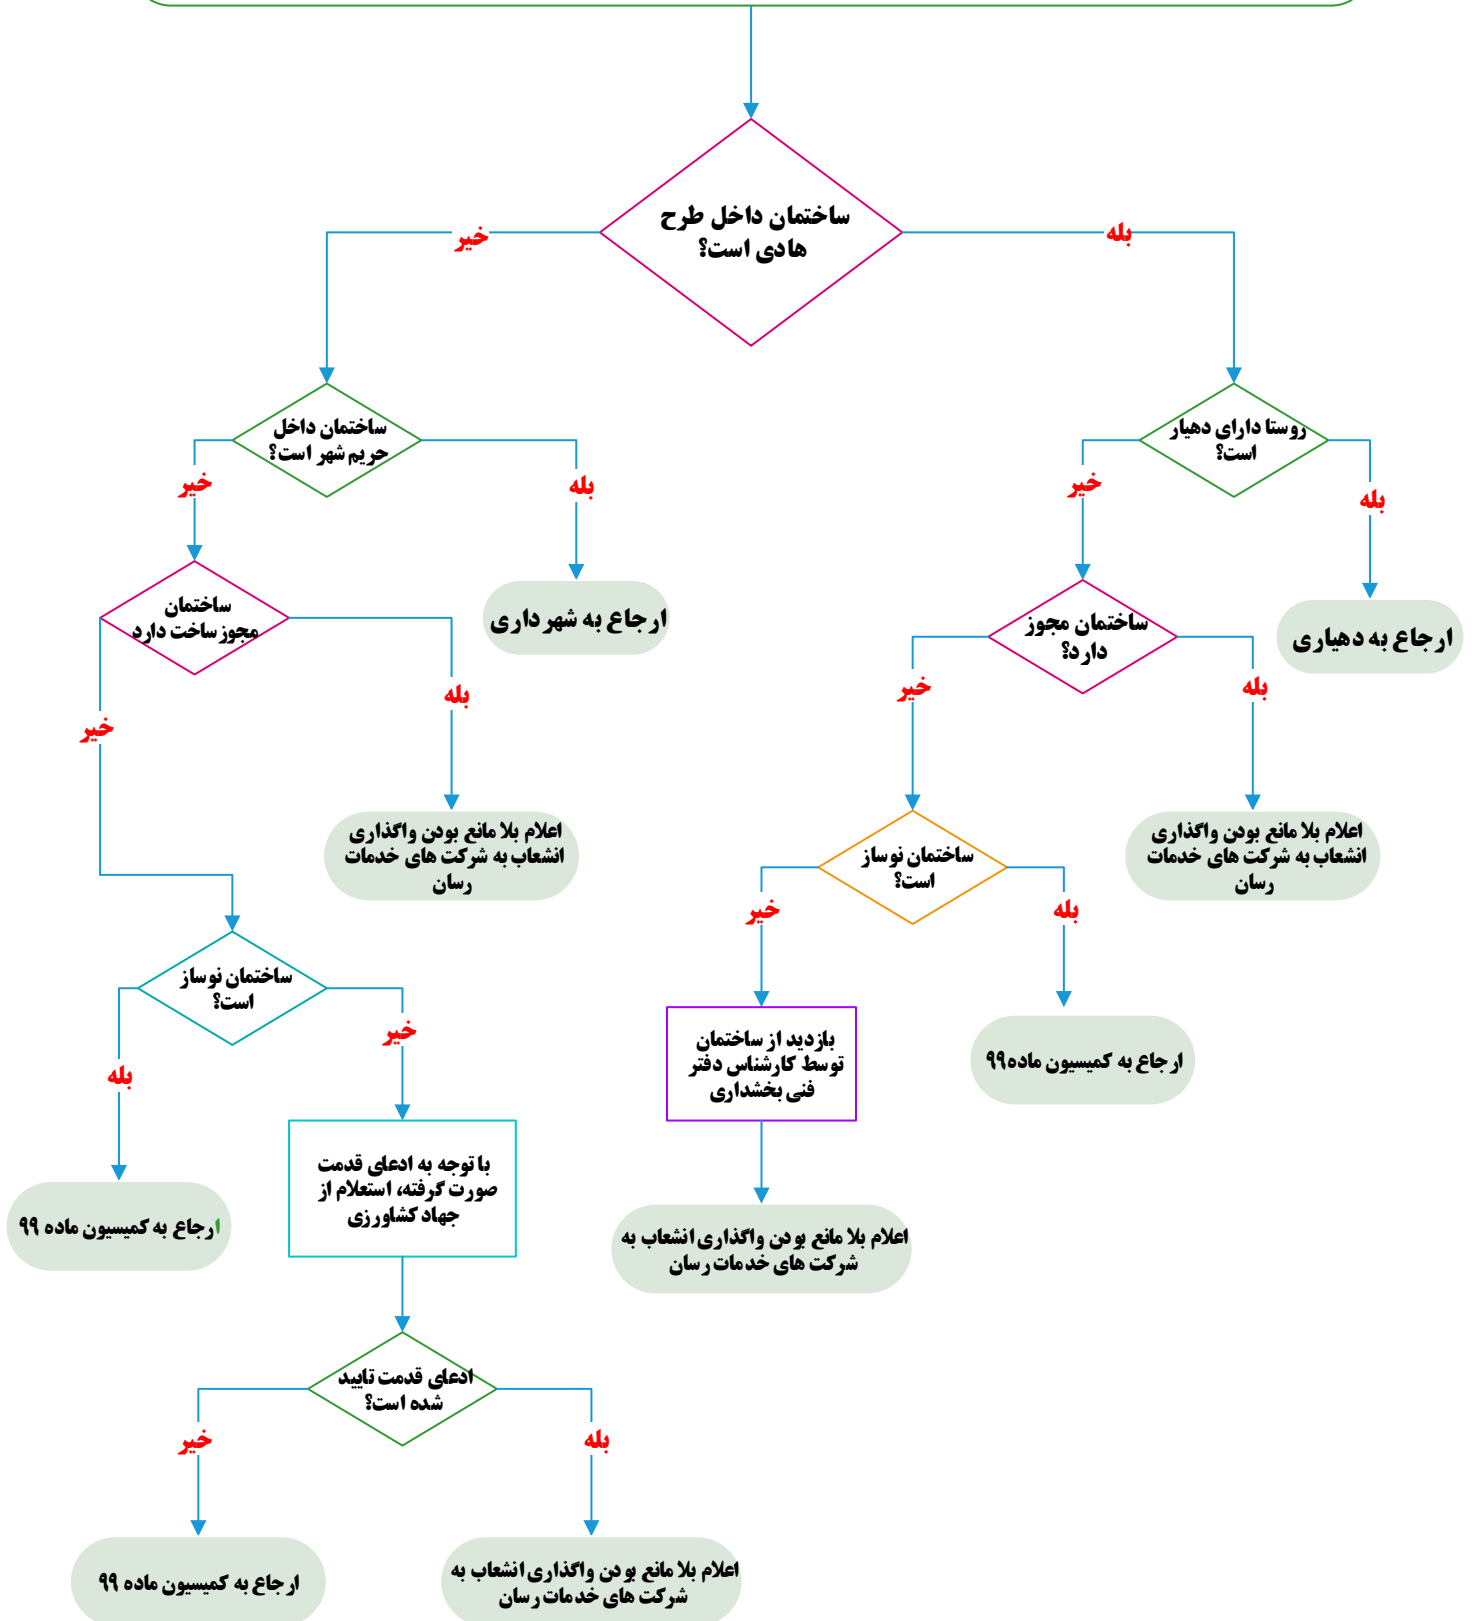 ساختمان داخل طرح
هادی است؟
بله
خیر
روستا دارای دهیار
است؟
ساختمان داخل
حریم شهر است؟
بله
خیر
بله
خیر
ارجاع به دهیاری
ساختمان مجوز
دارد؟
ارجاع به شهرداری
ساختمان
مجوز ساخت دارد
بله
خیر
بله
خیر
اعلام بلا مانع بودن واگذاری
انشعاب به شرکت های خدمات
رسان
ساختمان نوساز
است؟
اعلام بلا مانع بودن واگذاری
انشعاب به شرکت های خدمات
رسان
بله
خیر
ساختمان نوساز
است؟
خیر
بله
ارجاع به کمیسیون ماده۹۹
بازدید از ساختمان
توسط کارشناس دفتر
فنی بخشداری
با توجه به ادعای قدمت
صورت گرفته، استعلام از
جهاد کشاورزی
ارجاع به کمیسیون ماده ۹۹
اعلام بلا مانع بودن واگذاری انشعاب به
شرکت های خدمات رسان
ادعای قدمت تایید
شده است؟
بله
خیر
اعلام بلا مانع بودن واگذاری انشعاب به
شرکت های خدمات رسان
ارجاع به کمیسیون ماده ۹۹